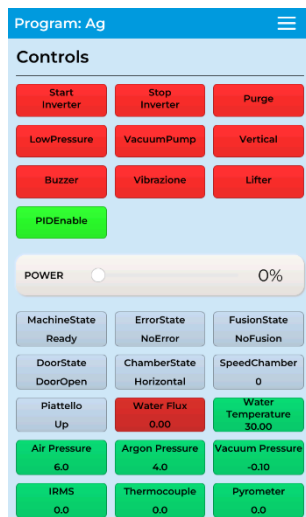 Program: Ag
Controls
Start
Inverter
Stop
Inverter
Purge
LowPressure
VacuumPump
Vertical
Buzzer
Vibrazione
Lifter
PIDEnable
POWER
0%
MachineState
Ready
ErrorState
NoError
FusionState
NoFusion
DoorState
DoorOpen
ChamberState
Horizontal
SpeedChamber
0
Piattello
Up
Water Flux
0.00
Water
Temperature
30.00
Air Pressure
6.0
Argon Pressure
4.0
Vacuum Pressure
-0.10
IRMS
0.0
Thermocouple
0.0
Pyrometer
0.0